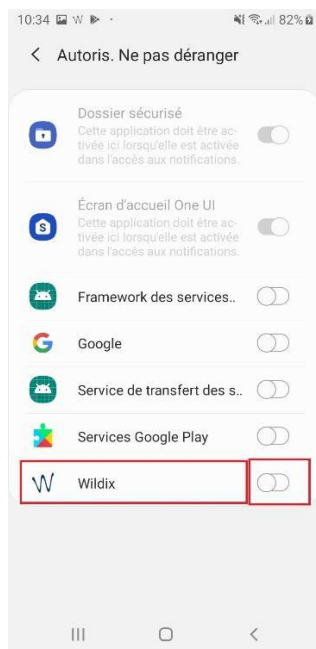 10:34 82%
Autoris. Ne pas déranger
Dossier sécurisé
Cette application doit être ac-
tivée ici lorsqu'elle est activée
dans l'accès aux notifications.
Écran d'accueil One UI
Cette application doit être ac-
tivée ici lorsqu'elle est activée
dans l'accès aux notifications.
Framework des services..
Google
Service de transfert des s..
Services Google Play
Wildix